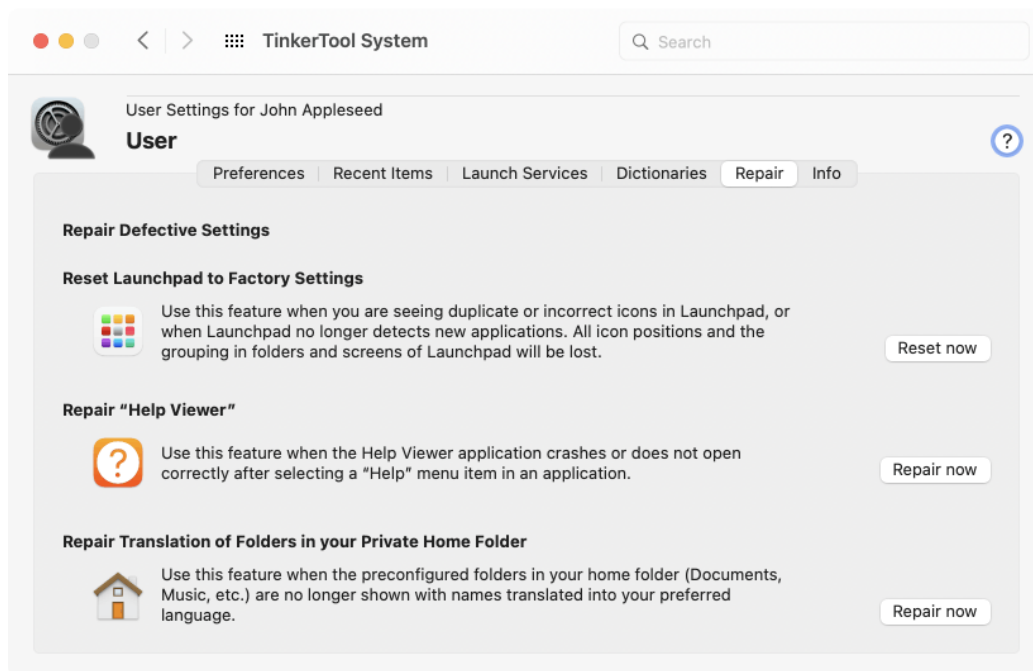 TinkerTool System
Search
User Settings for John Appleseed
User
?
Preferences Recent Items Launch Services Dictionaries Repair Info
Repair Defective Settings
Reset Launchpad to Factory Settings
Use this feature when you are seeing duplicate or incorrect icons in Launchpad, or
when Launchpad no longer detects new applications. All icon positions and the
grouping in folders and screens of Launchpad will be lost.
Reset now
Repair “Help Viewer”
?
Use this feature when the Help Viewer application crashes or does not open
correctly after selecting a “Help” menu item in an application.
Repair now
Repair Translation of Folders in your Private Home Folder
Use this feature when the preconfigured folders in your home folder (Documents,
Music, etc.) are no longer shown with names translated into your preferred
language.
Repair now